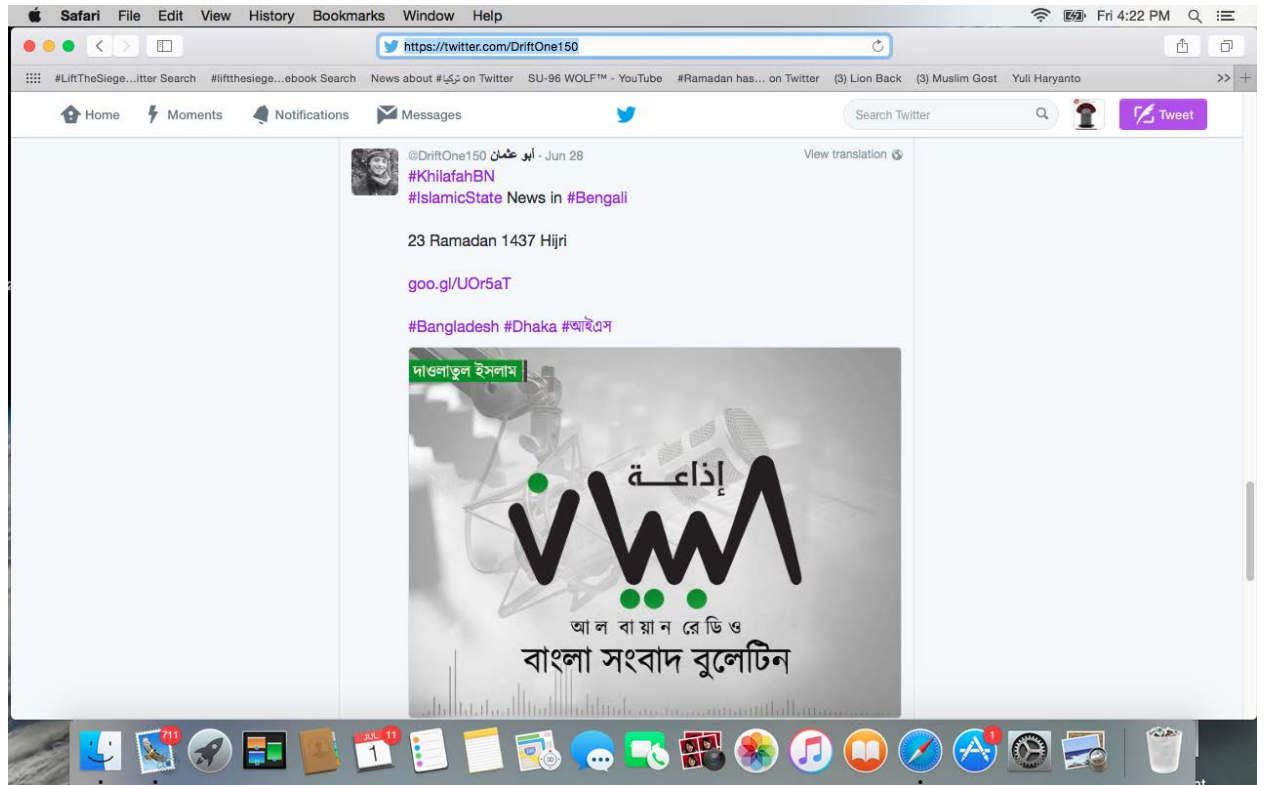 Safari File Edit View History Bookmarks Window Help Fri 4:22 PM
https://twitter.com/DriftOne150
#LiftTheSiege…itter Search #liftthesiege…ebook Search News about #تركيا on Twitter SU-96 WOLF™ - YouTube #Ramadan has... on Twitter (3) Lion Back (3) Muslim Gost Yuli Haryanto >> +
Home Moments Notifications Messages Search Twitter Tweet
@DriftOne150 أبو عثمان · Jun 28 View translation
#KhilafahBN
#IslamicState News in #Bengali
23 Ramadan 1437 Hijri
goo.gl/UOr5aT
#Bangladesh #Dhaka #আইএস
দাওলাতুল ইসলাম
إذاعـــة
البيان
আল বায়ান রেডিও
বাংলা সংবাদ বুলেটিন
711
JUL 11
1
1